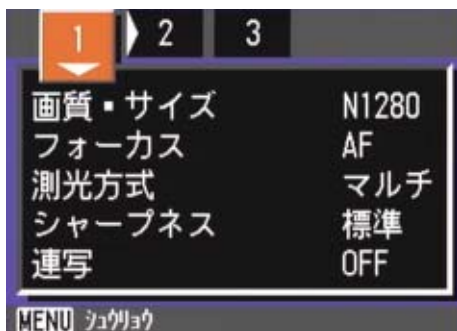 1 2 3
画質・サイズ N1280
フォーカス AF
測光方式 マルチ
シャープネス 標準
連写 OFF
MENU シュウリョウ